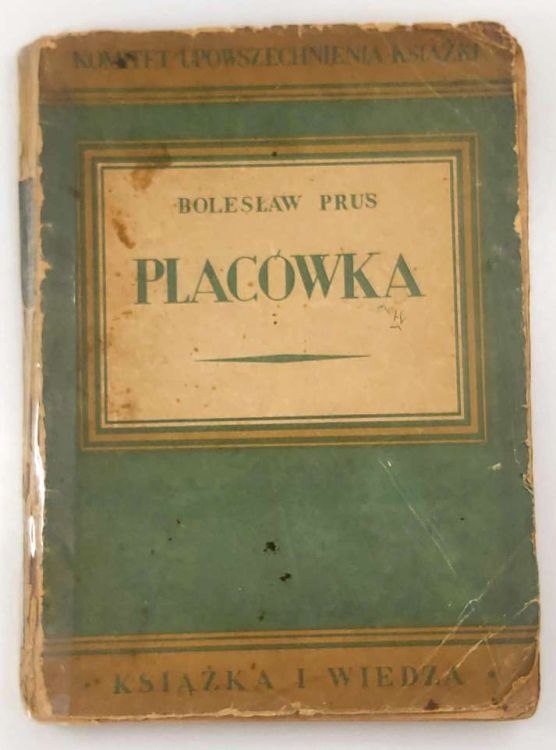 KOMITET UPOWSZECHNIENIA KSIĄŻKI
BOLESŁAW PRUS
PLACÓWKA
• KSIĄŻKA I WIEDZA •